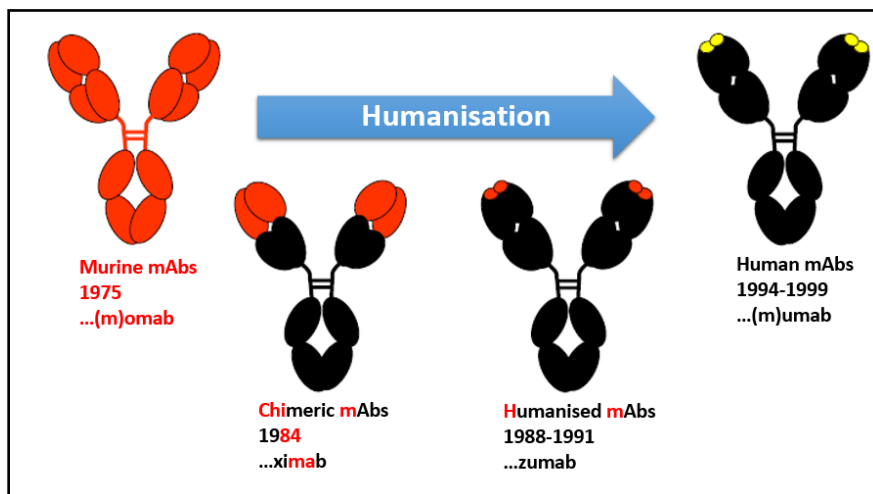 Humanisation
Murine mAbs
1975
...(m)omab
Chimeric mAbs
1984
...ximab
Humanised mAbs
1988-1991
...zumab
Human mAbs
1994-1999
...(m)umab